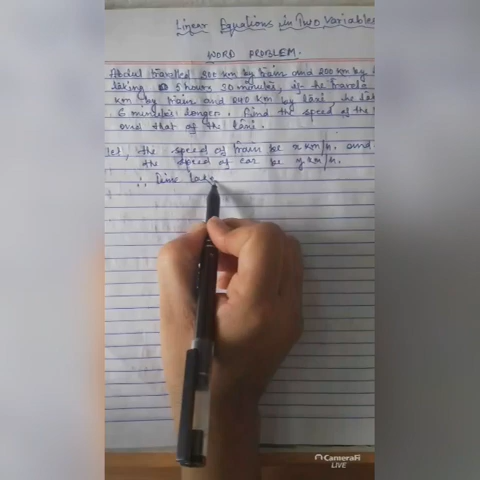 Linear Equations in Two Variables
WORD PROBLEM.
Abdul travelled 300 km by train and 200 km by
taking 5 hours 30 minutes, if he travels
km by train and 240 km by taxi, he
6 minutes longer. Find the speed of the
and that of the taxi.
Let, the speed of train be x km/h. and
the speed of car be y km/h.
∴ time take
CameraFi
LIVE